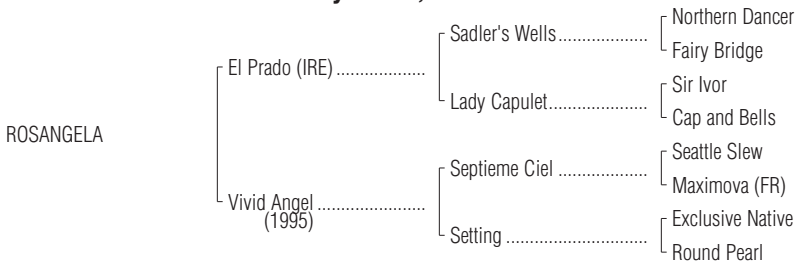 Northern Dancer
Sadler's Wells
Fairy Bridge
El Prado (IRE)
Sir Ivor
Lady Capulet
Cap and Bells
ROSANGELA
Seattle Slew
Septieme Ciel
Maximova (FR)
Vivid Angel
(1995)
Exclusive Native
Setting
Round Pearl